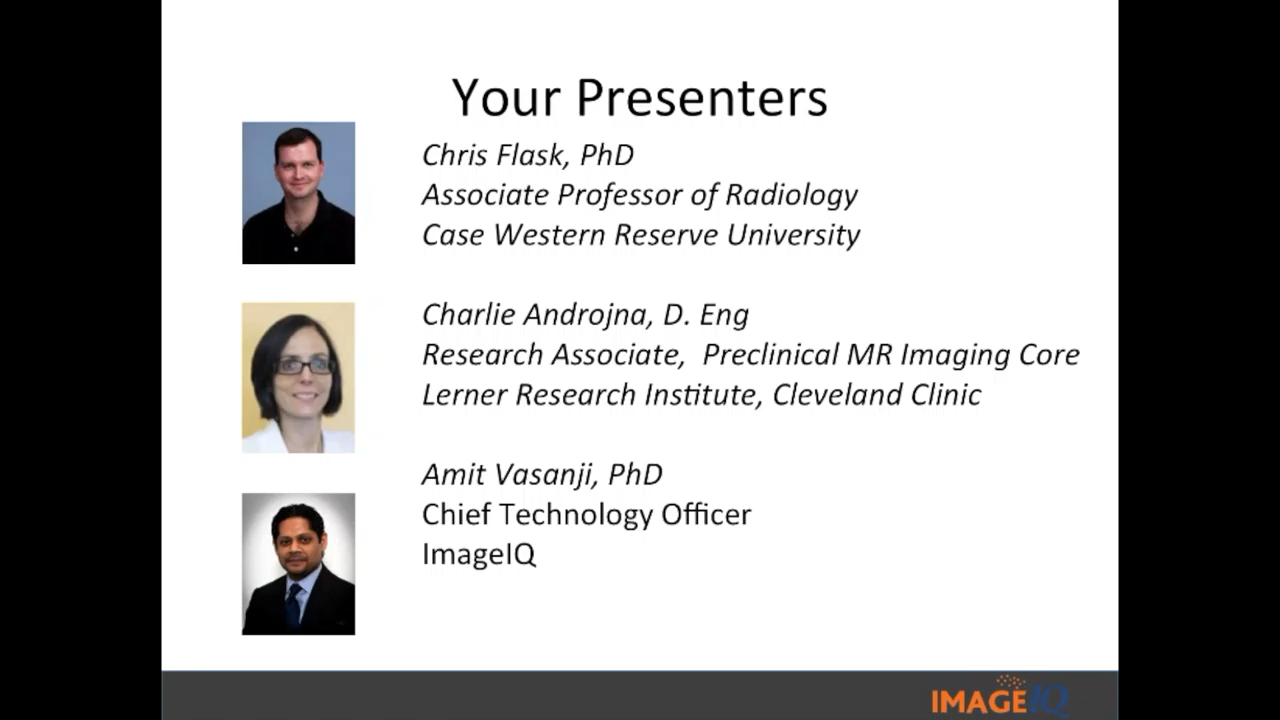 Your Presenters
Chris Flask, PhD
Associate Professor of Radiology
Case Western Reserve University
Charlie Androjna, D. Eng
Research Associate,  Preclinical MR Imaging Core
Lerner Research Institute, Cleveland Clinic
Amit Vasanji, PhD
Chief Technology Officer
ImageIQ
IMAGEIQ